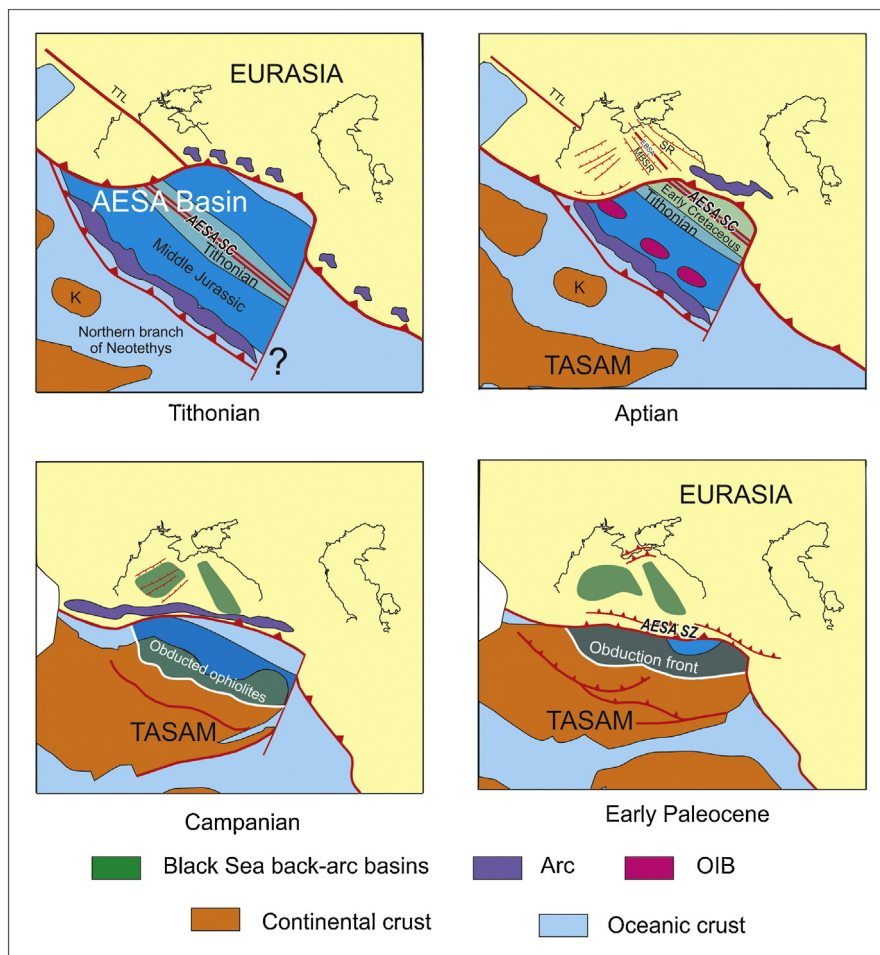 EURASIA
TTL
AESA Basin
AESA SC
Tithonian
Middle Jurassic
K
Northern branch
of Neotethys
?
Tithonian
TTL
SR
EBSR
MBSR
AESA SC
Early Cretaceous
Tithonian
K
TASAM
Aptian
Obducted ophiolites
TASAM
Campanian
EURASIA
AESA SZ
Obduction front
TASAM
Early Paleocene
Black Sea back-arc basins
Arc
OIB
Continental crust
Oceanic crust